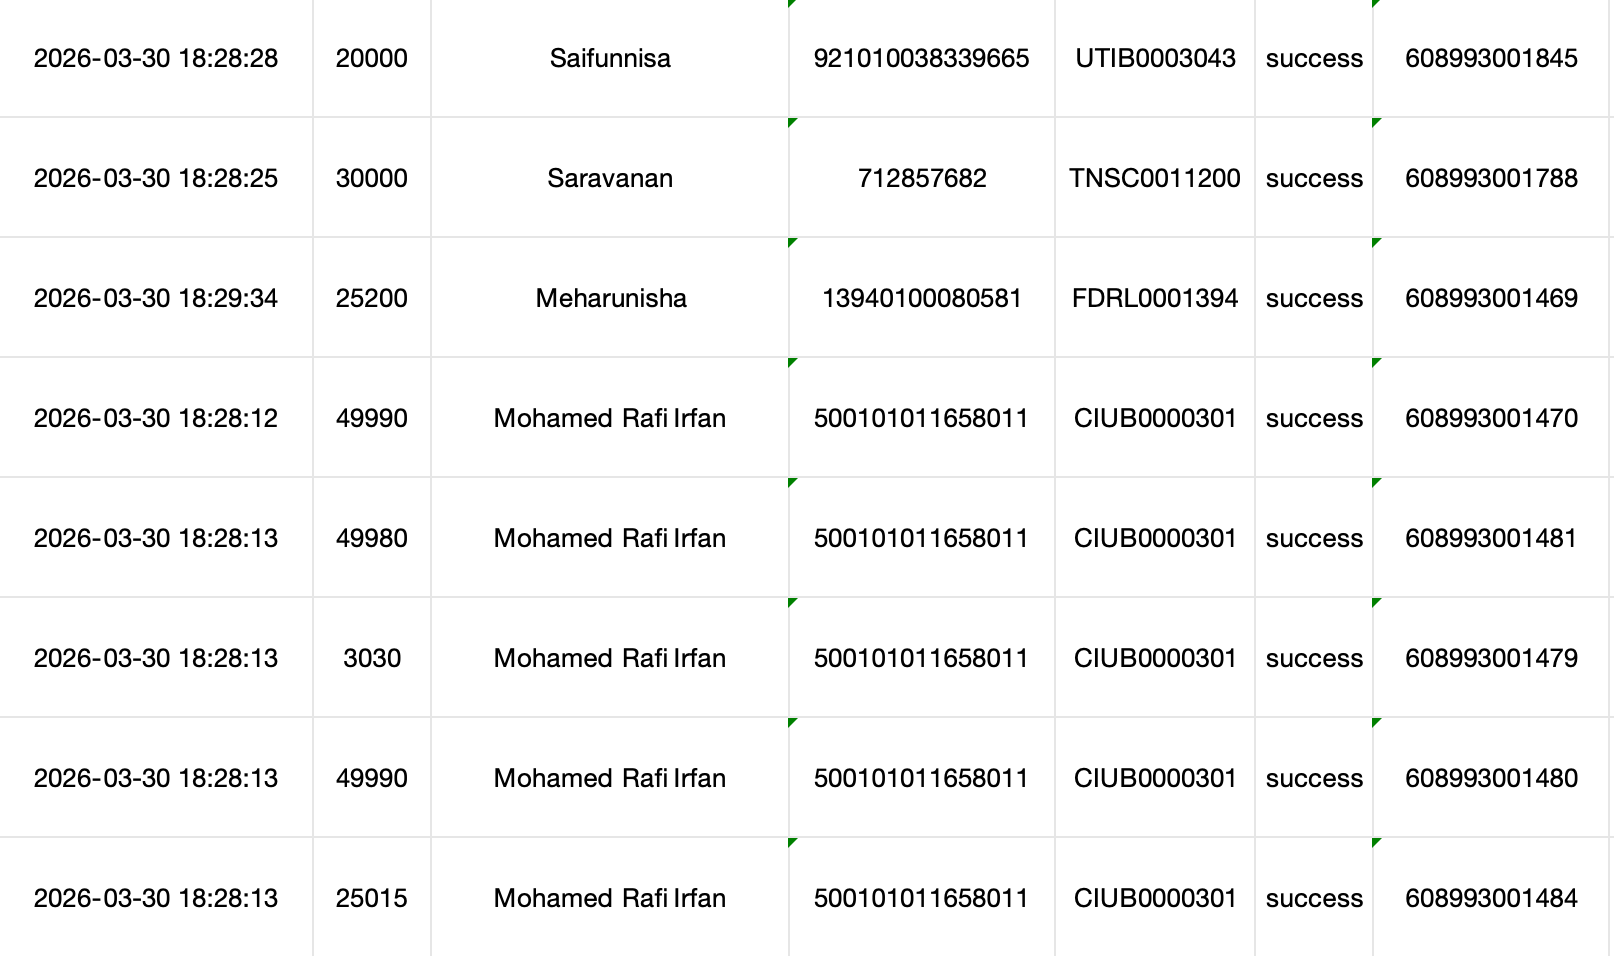 2026-03-30 18:28:28 20000 Saifunnisa 921010038339665 UTIB0003043 success 608993001845
2026-03-30 18:28:25 30000 Saravanan 712857682 TNSC0011200 success 608993001788
2026-03-30 18:29:34 25200 Meharunisha 13940100080581 FDRL0001394 success 608993001469
2026-03-30 18:28:12 49990 Mohamed Rafi Irfan 500101011658011 CIUB0000301 success 608993001470
2026-03-30 18:28:13 49980 Mohamed Rafi Irfan 500101011658011 CIUB0000301 success 608993001481
2026-03-30 18:28:13 3030 Mohamed Rafi Irfan 500101011658011 CIUB0000301 success 608993001479
2026-03-30 18:28:13 49990 Mohamed Rafi Irfan 500101011658011 CIUB0000301 success 608993001480
2026-03-30 18:28:13 25015 Mohamed Rafi Irfan 500101011658011 CIUB0000301 success 608993001484